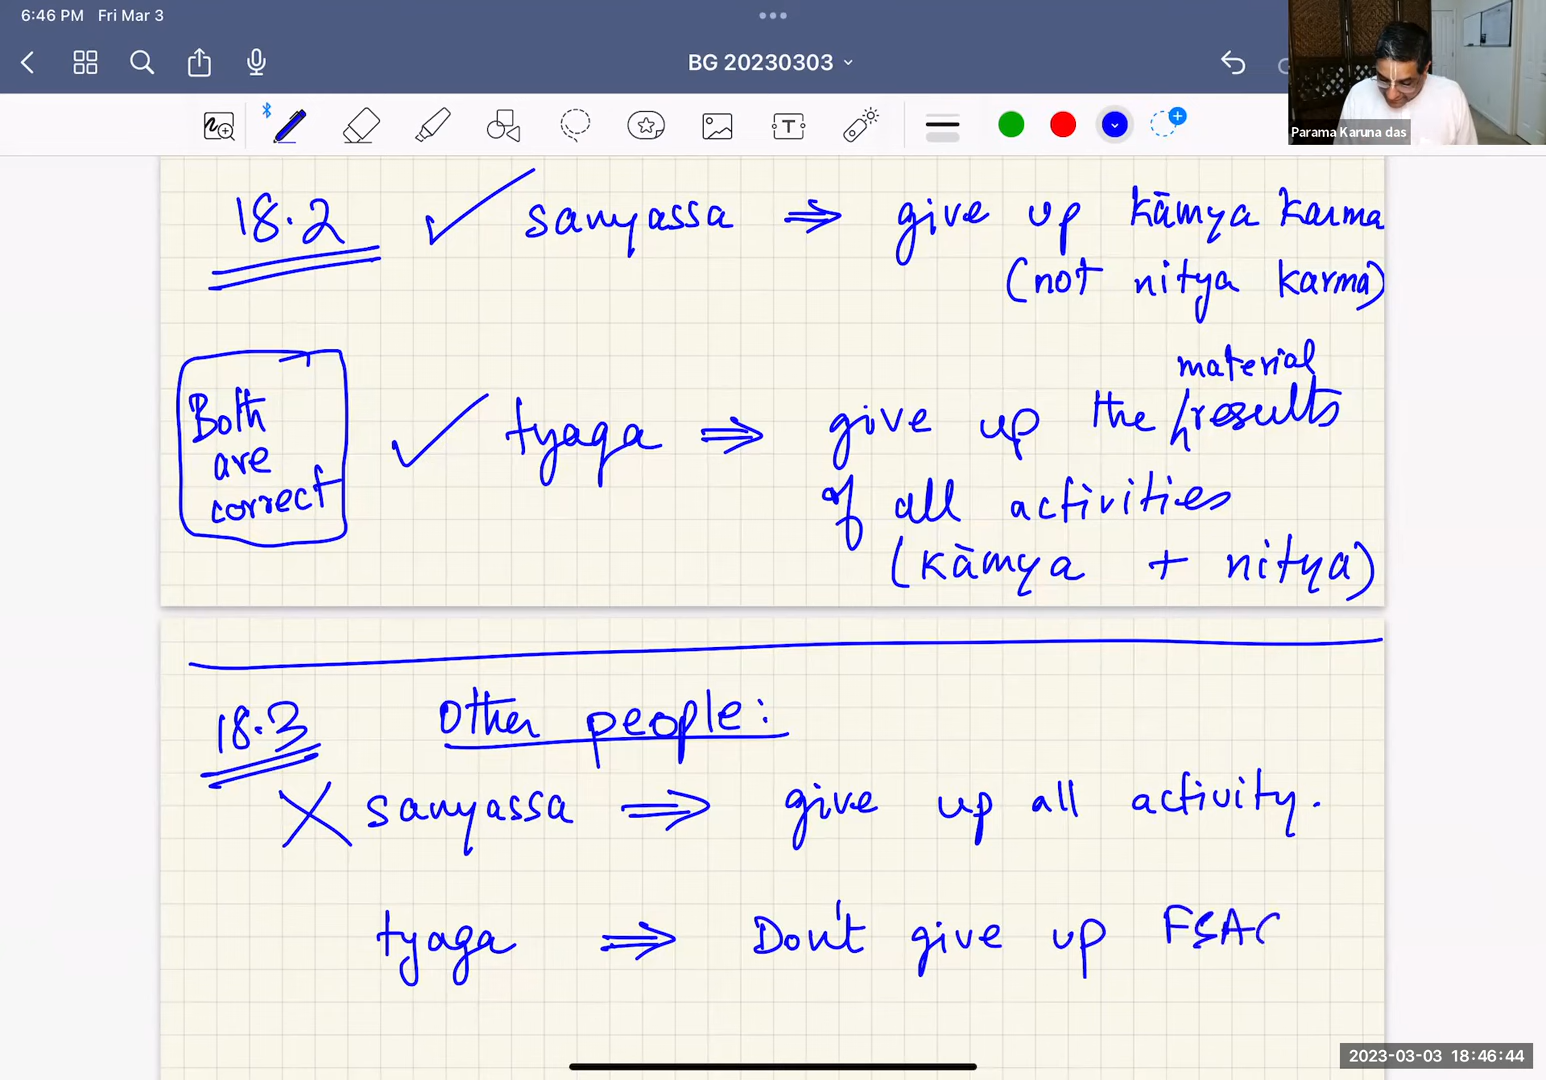 6:46 PM Fri Mar 3
BG 20230303
Parama Karuna das
18.2 sanyassa ⇒ give up kāmya karma
(not nitya karma)
Both are correct
tyaga ⇒ give up the material results
of all activities
(kāmya + nitya)
18.3 Other people:
X sanyassa ⇒ give up all activity.
tyaga ⇒ Don't give up
2023-03-03 18:46:44